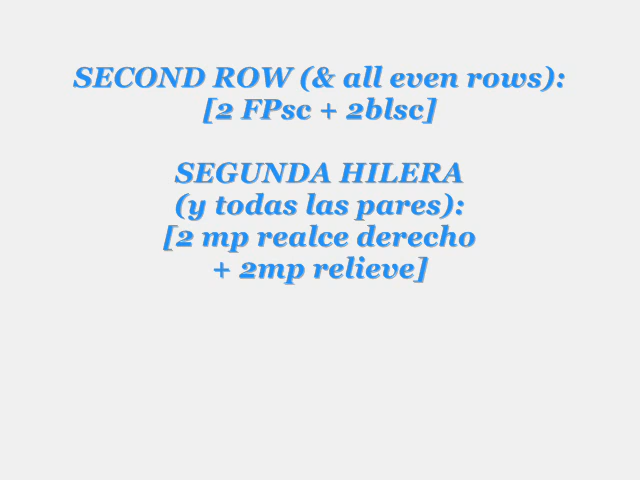 SECOND ROW (& all even rows):
[2 FPsc + 2blsc]
SEGUNDA HILERA
(y todas las pares):
[2 mp realce derecho
+ 2mp relieve]